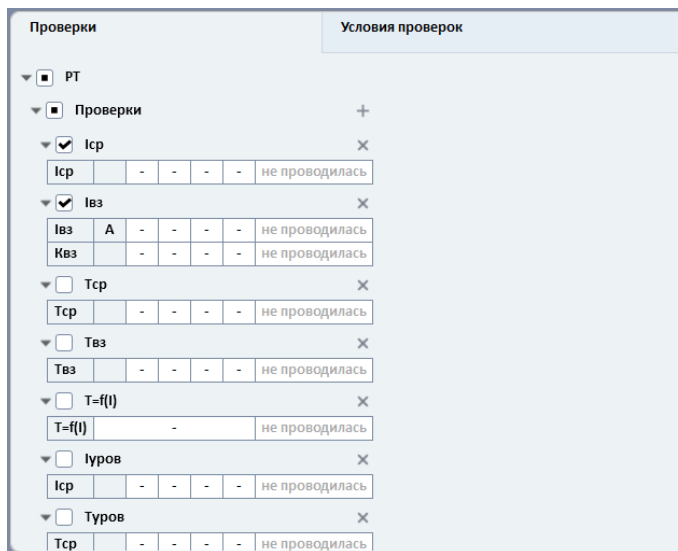 Проверки Условия проверок
РТ
Проверки
Iср
Iср - - - - не проводилась
Iвз
Iвз А - - - - не проводилась
Квз - - - - не проводилась
Тср
Тср - - - - не проводилась
Твз
Твз - - - - не проводилась
T=f(I)
T=f(I) - не проводилась
Iуров
Iср - - - - не проводилась
Туров
Тср - - - - не проводилась